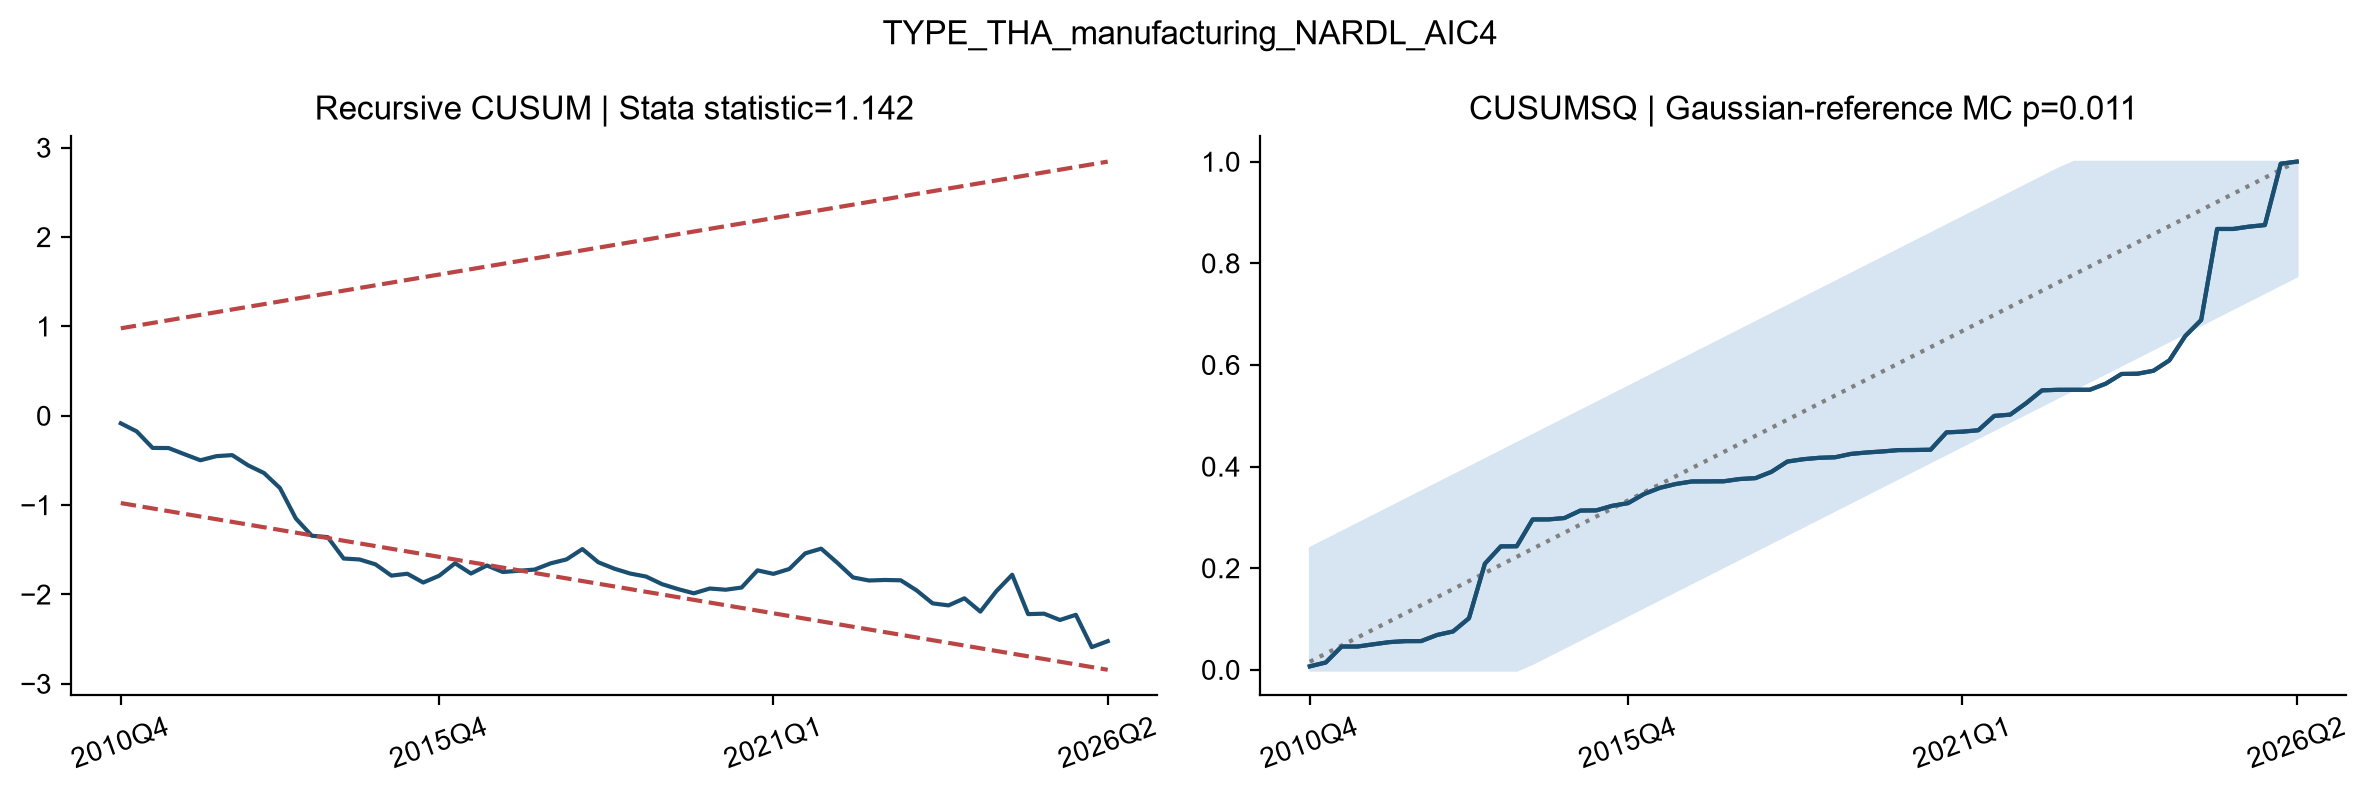 TYPE_THA_manufacturing_NARDL_AIC4
Recursive CUSUM | Stata statistic=1.142
3
2
1
0
−1
−2
−3
2010Q4
2015Q4
2021Q1
2026Q2
CUSUMSQ | Gaussian-reference MC p=0.011
1.0
0.8
0.6
0.4
0.2
0.0
2010Q4
2015Q4
2021Q1
2026Q2